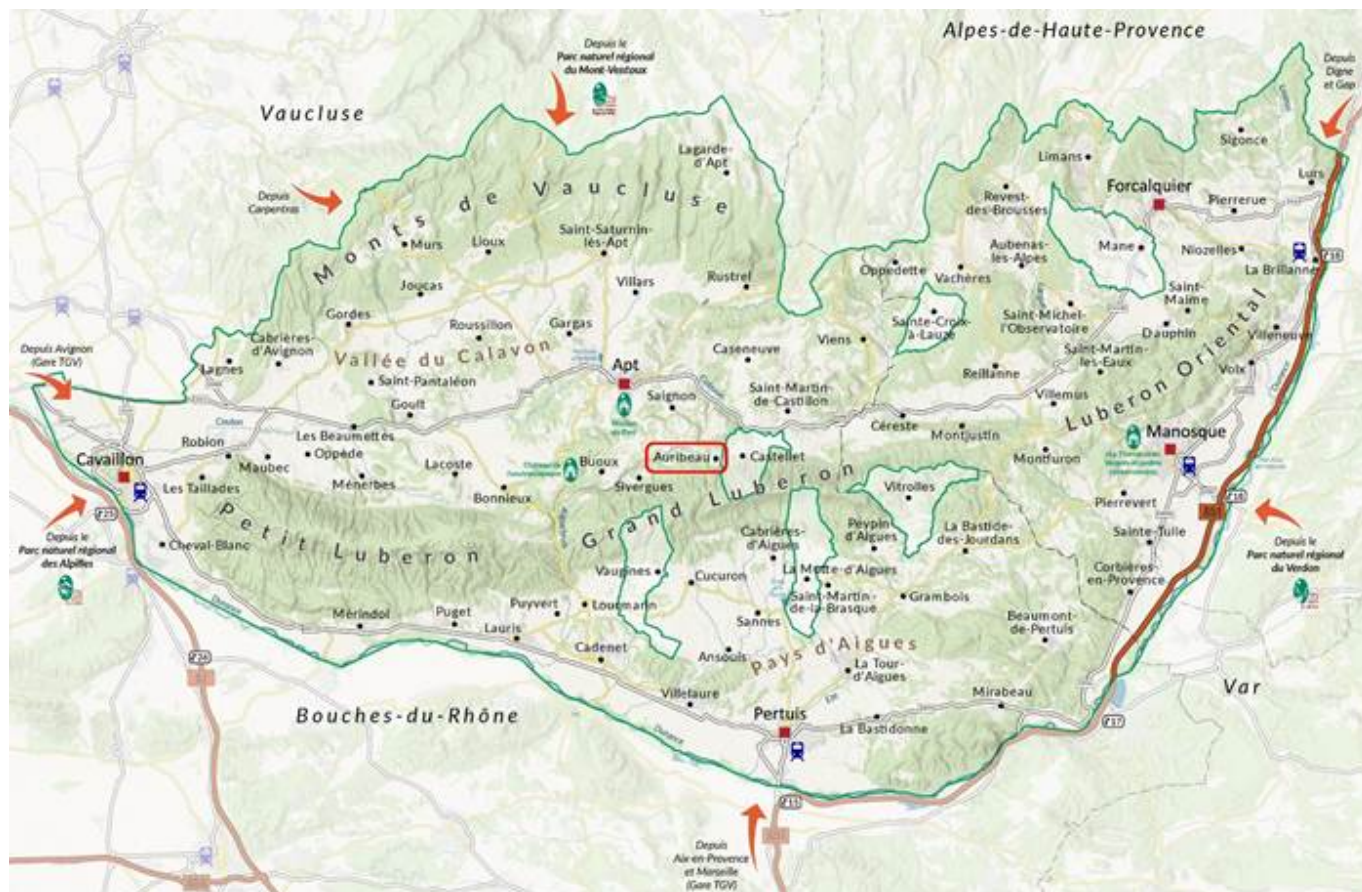 Alpes-de-Haute-Provence
Depuis le
Parc naturel régional
du Mont-Ventoux
Depuis
Digne
et Gap
Vaucluse
Sigonce
Lagarde-
d'Apt
Limans
Lurs
Depuis
Carpentras
Monts de Vaucluse
Revest-
des-Brousses
Forcalquier
Pierrerue
Murs
Lioux
Saint-Saturnin-
lès-Apt
Aubenas-
les-Alpes
Mane
Niozelles
Oppedette
Vachères
La Brillanne
Joucas
Villars
Rustrel
Saint-
Maime
Gordes
Roussillon
Gargas
Sainte-Croix-
à-Lauze
Saint-Michel-
l'Observatoire
Dauphin
Villeneuve
Cabrières-
d'Avignon
Vallée du Calavon
Viens
Saint-Martin-
les-Eaux
Depuis Avignon
(Gare TGV)
Lagnes
Apt
Caseneuve
Reillanne
Volx
Luberon Oriental
Saint-Pantaléon
Saignon
Saint-Martin-
de-Castillon
Villemus
Goult
Céreste
Montjustin
Manosque
Robion
Les Beaumettes
Cavaillon
Maubec
Oppède
Lacoste
Buoux
Auribeau
Castellet
Montfuron
Les Taillades
Ménerbes
Bonnieux
Sivergues
Vitrolles
Pierrevert
Petit Luberon
Grand Luberon
Cheval-Blanc
Cabrières-
d'Aigues
Peypin-
d'Aigues
La Bastide-
des-Jourdans
Sainte-Tulle
Depuis le
Parc naturel régional
des Alpilles
Depuis le
Parc naturel régional
du Verdon
Vaugines
Cucuron
La Motte-d'Aigues
Corbières-
en-Provence
Saint-Martin-
de-la-Brasque
Grambois
Mérindol
Puget
Puyvert
Lourmarin
Sannes
Beaumont-
de-Pertuis
Lauris
Cadenet
Ansouis
Pays d'Aigues
La Tour-
d'Aigues
Durance
Villelaure
Mirabeau
Var
Bouches-du-Rhône
Pertuis
La Bastidonne
Durance
Depuis
Aix-en-Provence
et Marseille
(Gare TGV)